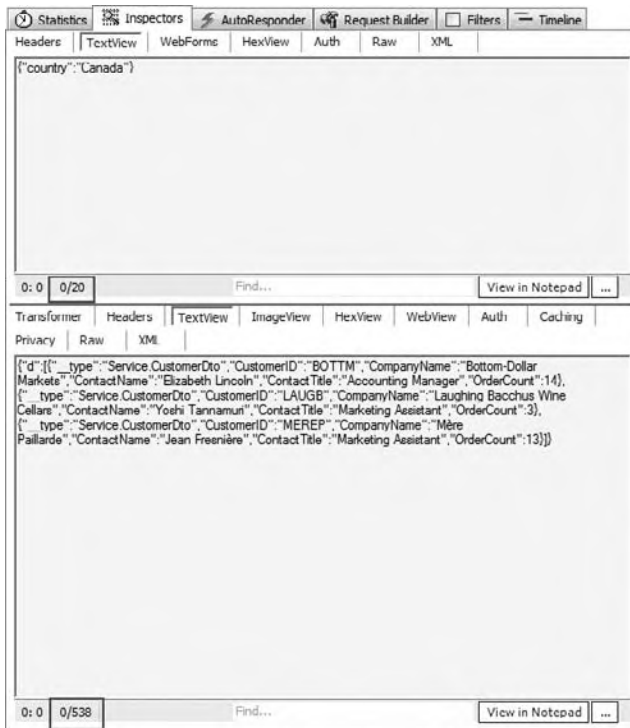 Statistics Inspectors AutoResponder Request Builder Filters Timeline
Headers TextView WebForms HexView Auth Raw XML
{"country":"Canada"}
0: 0 0/20 Find... View in Notepad ...
Transformer Headers TextView ImageView HexView WebView Auth Caching
Privacy Raw XML
{"d":[{"__type":"Service.CustomerDto","CustomerID":"BOTTM","CompanyName":"Bottom-Dollar
Markets","ContactName":"Elizabeth Lincoln","ContactTitle":"Accounting Manager","OrderCount":14},
{"__type":"Service.CustomerDto","CustomerID":"LAUGB","CompanyName":"Laughing Bacchus Wine
Cellars","ContactName":"Yoshi Tannamuri","ContactTitle":"Marketing Assistant","OrderCount":3},
{"__type":"Service.CustomerDto","CustomerID":"MEREP","CompanyName":"Mère
Paillarde","ContactName":"Jean Fresnière","ContactTitle":"Marketing Assistant","OrderCount":13}]}
0: 0 0/538 Find... View in Notepad ...